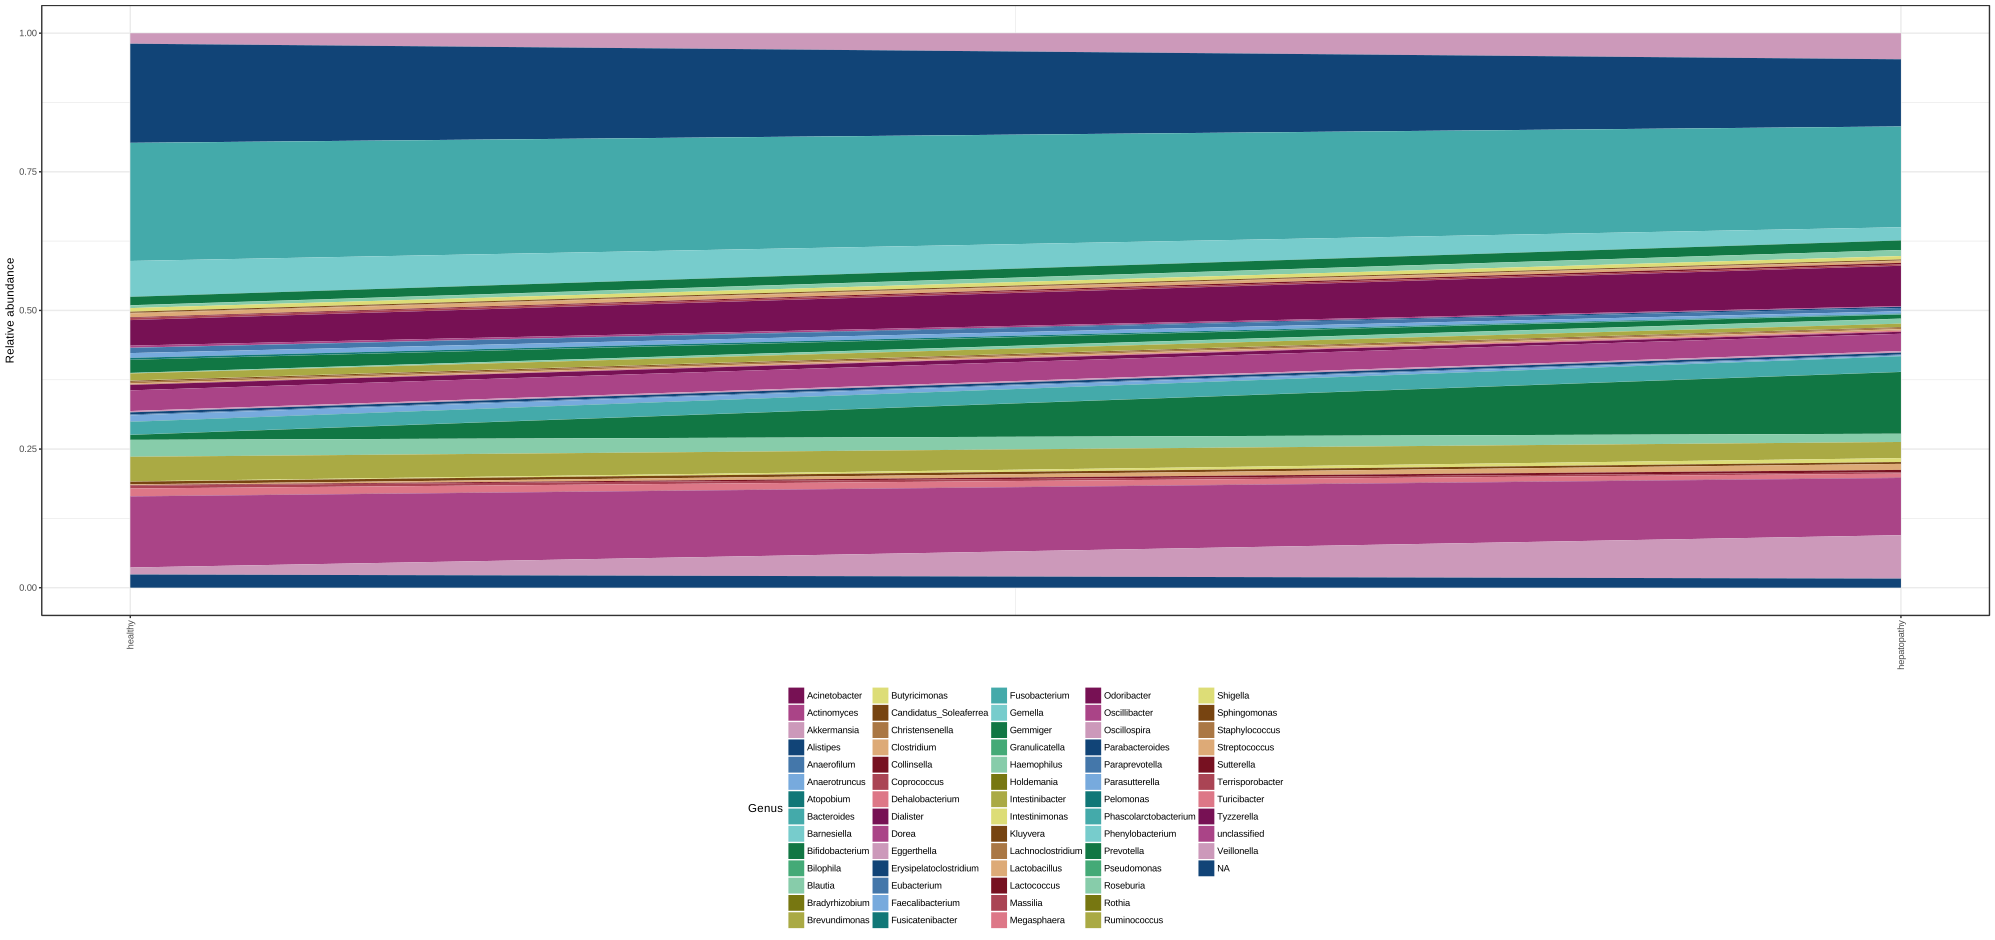 1.00
0.75
0.50
0.25
0.00
Relative abundance
healthy
hepatopathy
Genus
Acinetobacter
Actinomyces
Akkermansia
Alistipes
Anaerofilum
Anaerotruncus
Atopobium
Bacteroides
Barnesiella
Bifidobacterium
Bilophila
Blautia
Bradyrhizobium
Brevundimonas
Butyricimonas
Candidatus_Soleaferrea
Christensenella
Clostridium
Collinsella
Coprococcus
Dehalobacterium
Dialister
Dorea
Eggerthella
Erysipelatoclostridium
Eubacterium
Faecalibacterium
Fusicatenibacter
Fusobacterium
Gemella
Gemmiger
Granulicatella
Haemophilus
Holdemania
Intestinibacter
Intestinimonas
Kluyvera
Lachnoclostridium
Lactobacillus
Lactococcus
Massilia
Megasphaera
Odoribacter
Oscillibacter
Oscillospira
Parabacteroides
Paraprevotella
Parasutterella
Pelomonas
Phascolarctobacterium
Phenylobacterium
Prevotella
Pseudomonas
Roseburia
Rothia
Ruminococcus
Shigella
Sphingomonas
Staphylococcus
Streptococcus
Sutterella
Terrisporobacter
Turicibacter
Tyzzerella
unclassified
Veillonella
NA